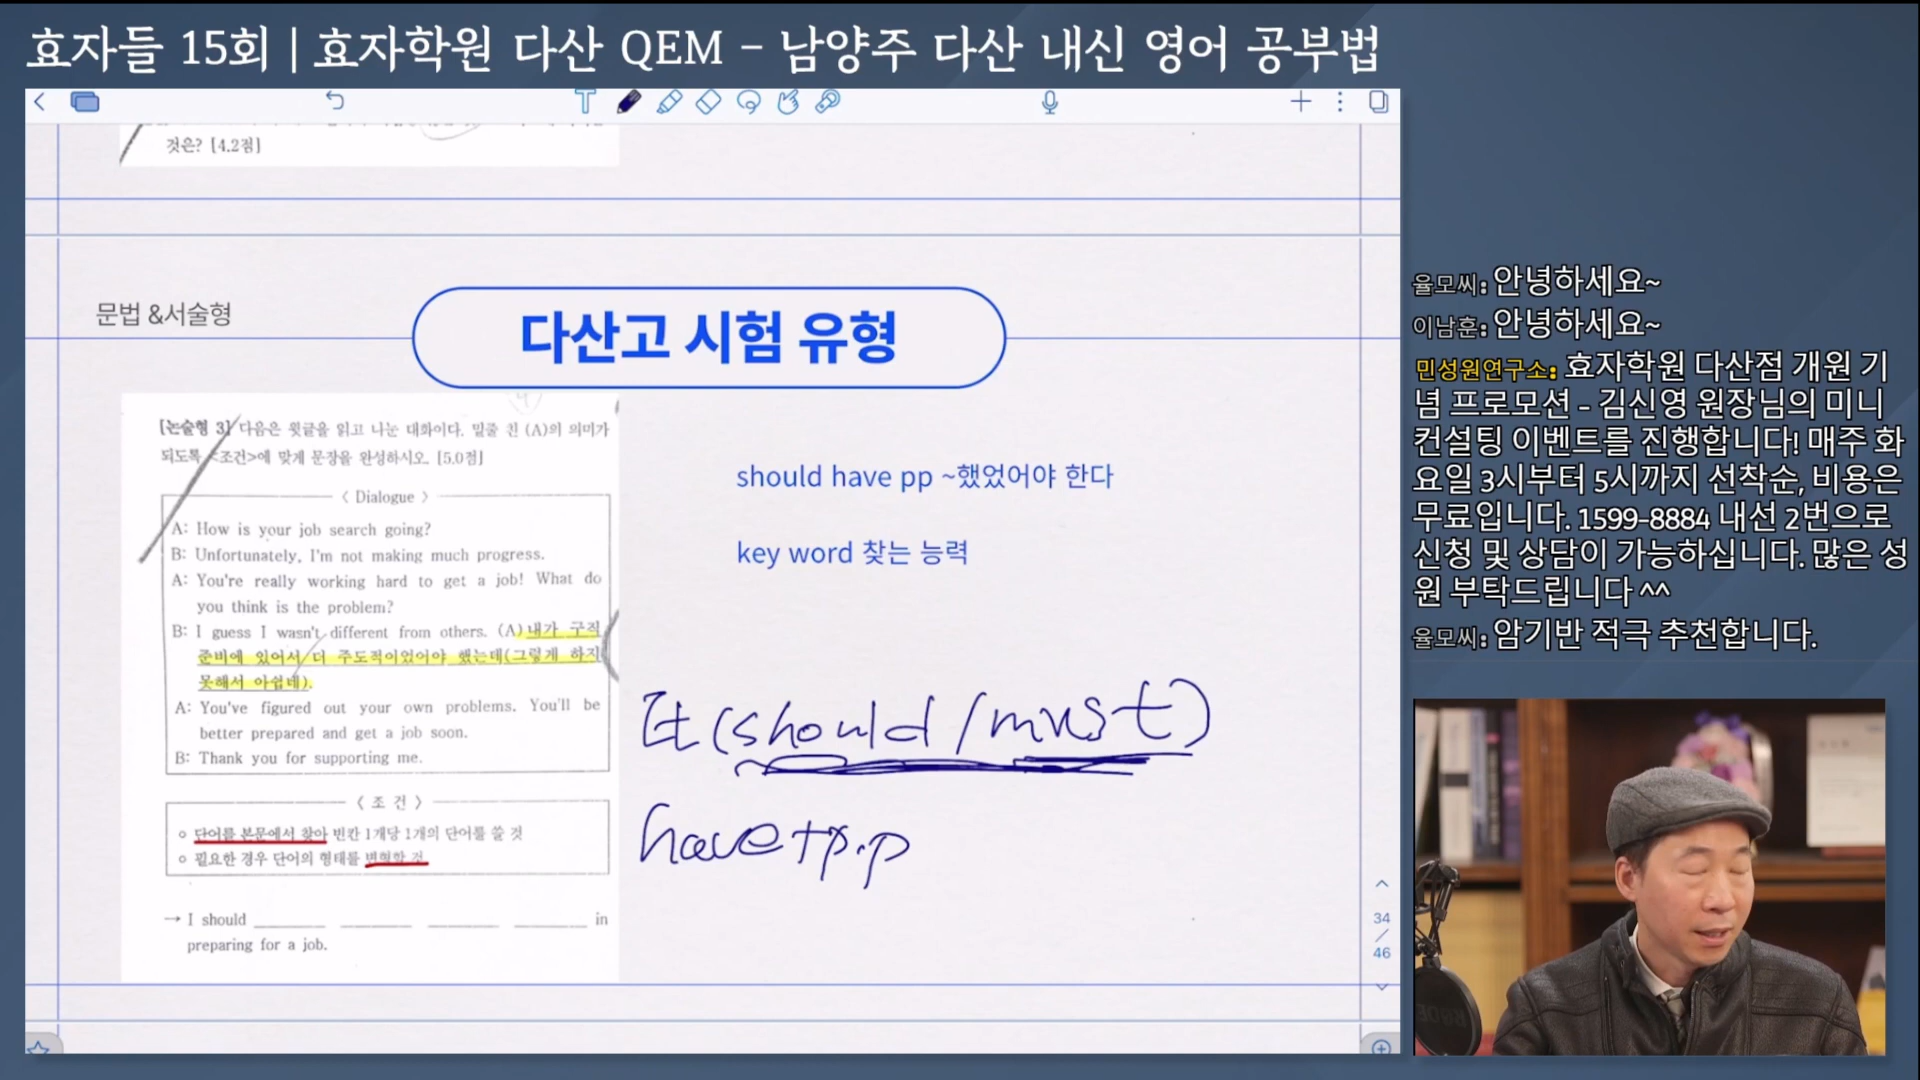 효자들 15회 | 효자학원 다산 QEM - 남양주 다산 내신 영어 공부법
것은? [4.2점]
문법 &서술형
다산고 시험 유형
[논술형 3] 다음은 윗글을 읽고 나눈 대화이다. 밑줄 친 (A)의 의미가
되도록 <조건>에 맞게 문장을 완성하시오. [5.0점]
< Dialogue >
A: How is your job search going?
B: Unfortunately, I'm not making much progress.
A: You're really working hard to get a job! What do
you think is the problem?
B: I guess I wasn't different from others. (A) 내가 구직
준비에 있어서 더 주도적이었어야 했는데(그렇게 하지
못해서 아쉽네).
A: You've figured out your own problems. You'll be
better prepared and get a job soon.
B: Thank you for supporting me.
< 조 건 >
○ 단어를 본문에서 찾아 빈칸 1개당 1개의 단어를 쓸 것
○ 필요한 경우 단어의 형태를 변형할 것
→ I should ________ ________ ________ ________ in
preparing for a job.
should have pp ~했었어야 한다
key word 찾는 능력
It (should / must)
have + p.p
34
/
46
율모씨: 안녕하세요~
이남훈: 안녕하세요~
민성원연구소: 효자학원 다산점 개원 기
념 프로모션 - 김신영 원장님의 미니
컨설팅 이벤트를 진행합니다! 매주 화
요일 3시부터 5시까지 선착순, 비용은
무료입니다. 1599-8884 내선 2번으로
신청 및 상담이 가능하십니다. 많은 성
원 부탁드립니다 ^^
율모씨: 암기반 적극 추천합니다.